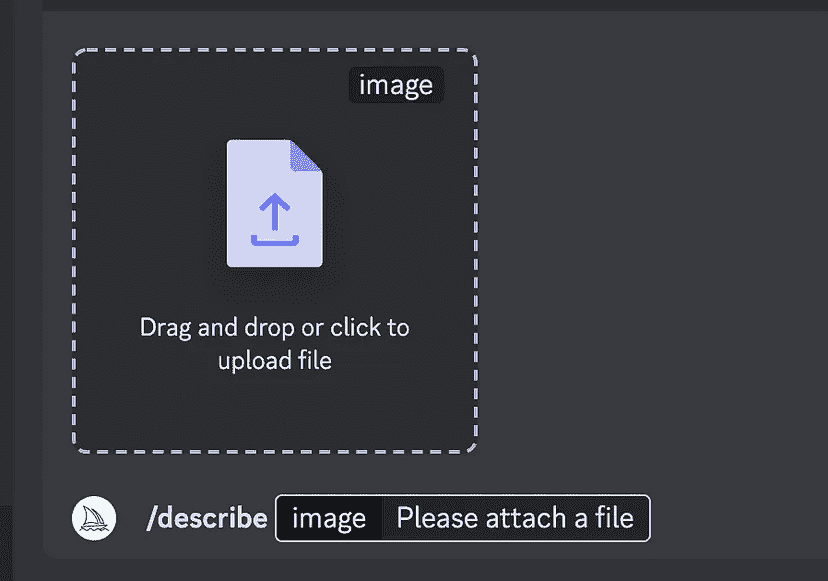 image
Drag and drop or click to
upload file
/describe image Please attach a file